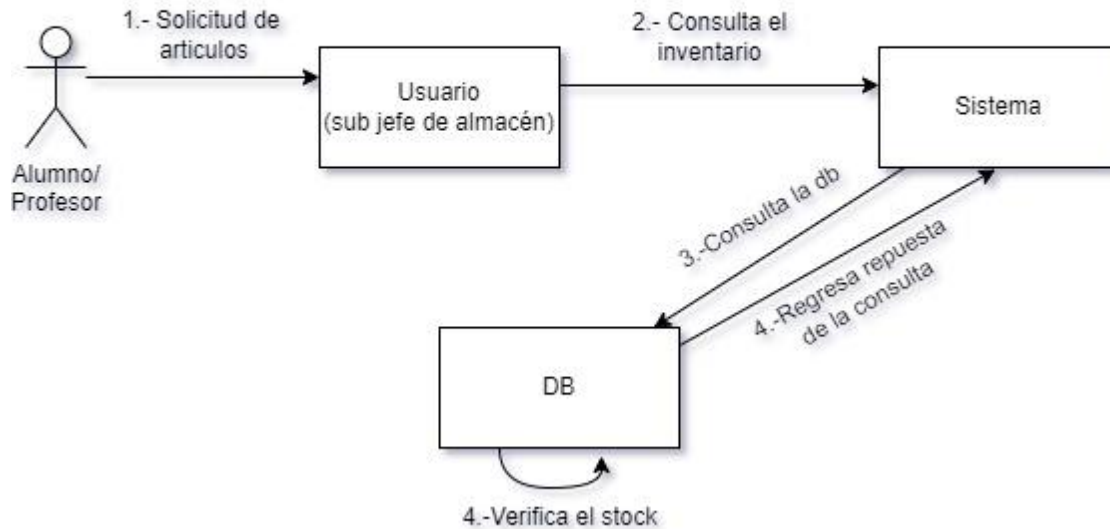 1.- Solicitud de
articulos
2.- Consulta el
inventario
Usuario
(sub jefe de almacén)
Sistema
Alumno/
Profesor
3.-Consulta la db
4.-Regresa repuesta
de la consulta
DB
4.-Verifica el stock